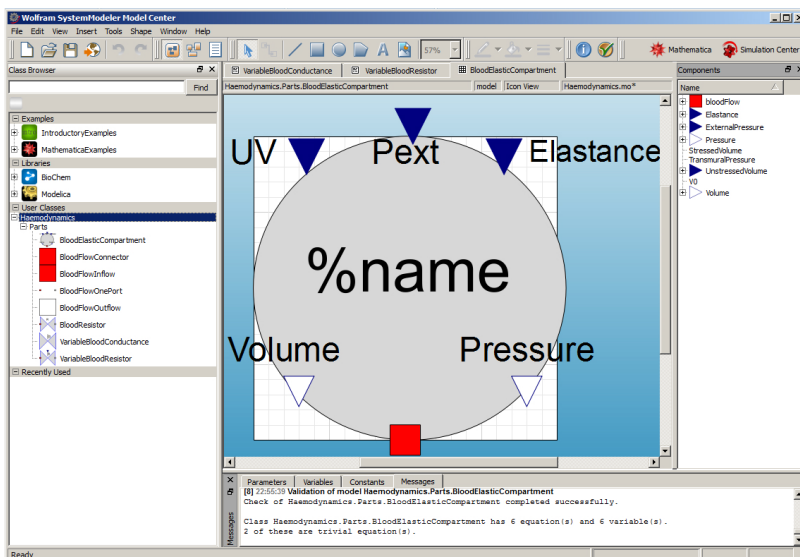 Wolfram SystemModeler Model Center
File Edit View Insert Tools Shape Window Help
57%
Mathematica
Simulation Center
Class Browser
Find
Examples
IntroductoryExamples
MathematicaExamples
Libraries
BioChem
Modelica
User Classes
Haemodynamics
Parts
BloodElasticCompartment
BloodFlowConnector
BloodFlowInflow
BloodFlowOnePort
BloodFlowOutflow
BloodResistor
VariableBloodConductance
VariableBloodResistor
Recently Used
VariableBloodConductance
VariableBloodResistor
BloodElasticCompartment
Haemodynamics.Parts.BloodElasticCompartment
model
Icon View
Haemodynamics.mo*
UV
Pext
Elastance
%name
Volume
Pressure
Components
Name
bloodFlow
Elastance
ExternalPressure
Pressure
StressedVolume
TransmuralPressure
UnstressedVolume
V0
Volume
Parameters Variables Constants Messages
Messages
[8] 22:55:39 Validation of model Haemodynamics.Parts.BloodElasticCompartment
Check of Haemodynamics.Parts.BloodElasticCompartment completed successfully.
Class Haemodynamics.Parts.BloodElasticCompartment has 6 equation(s) and 6 variable(s).
2 of these are trivial equation(s).
Ready